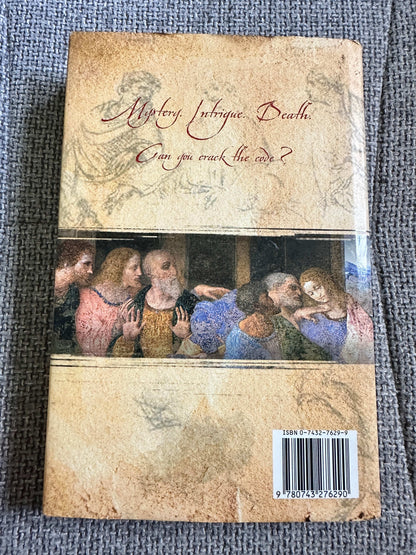 Mystery. Intrigue. Death.
Can you crack the code?
ISBN 0-7432-7629-9
9 780743 276290